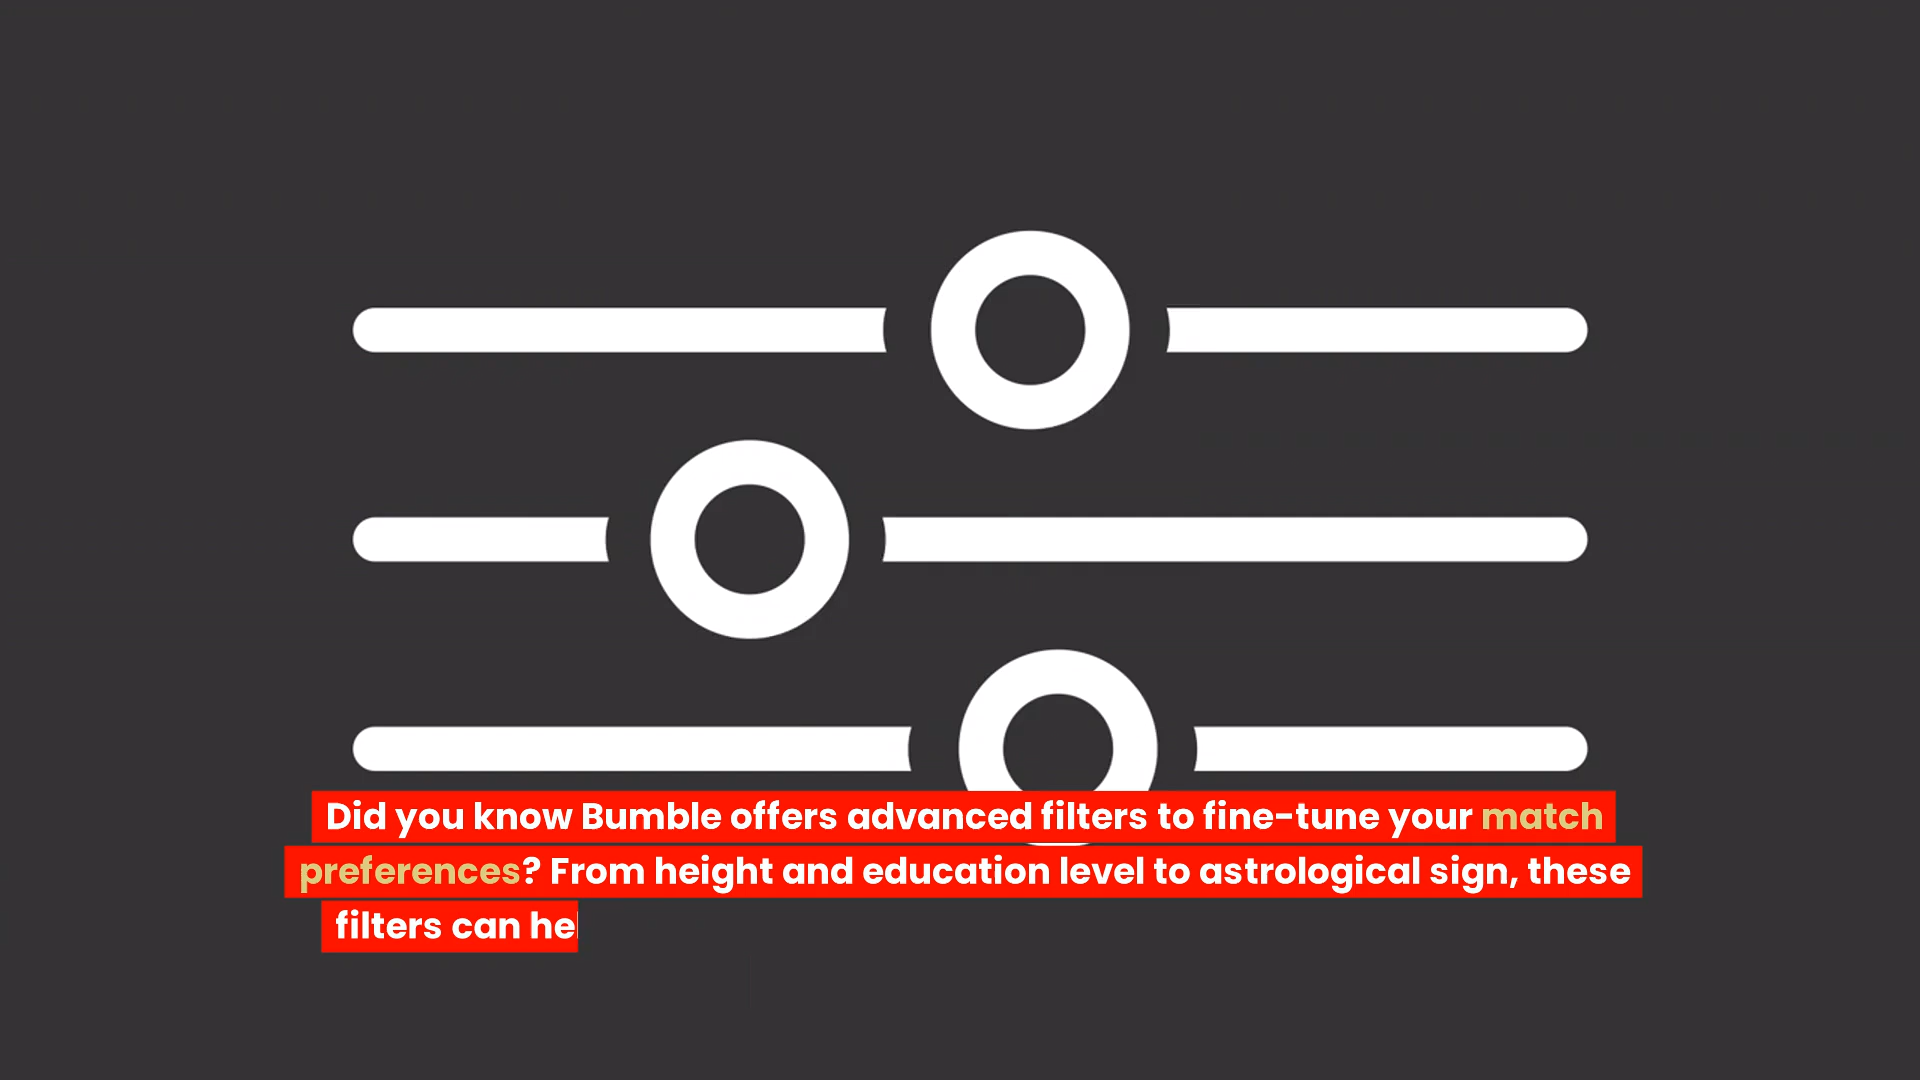 Did you know Bumble offers advanced filters to fine-tune your match
preferences? From height and education level to astrological sign, these
filters can hel